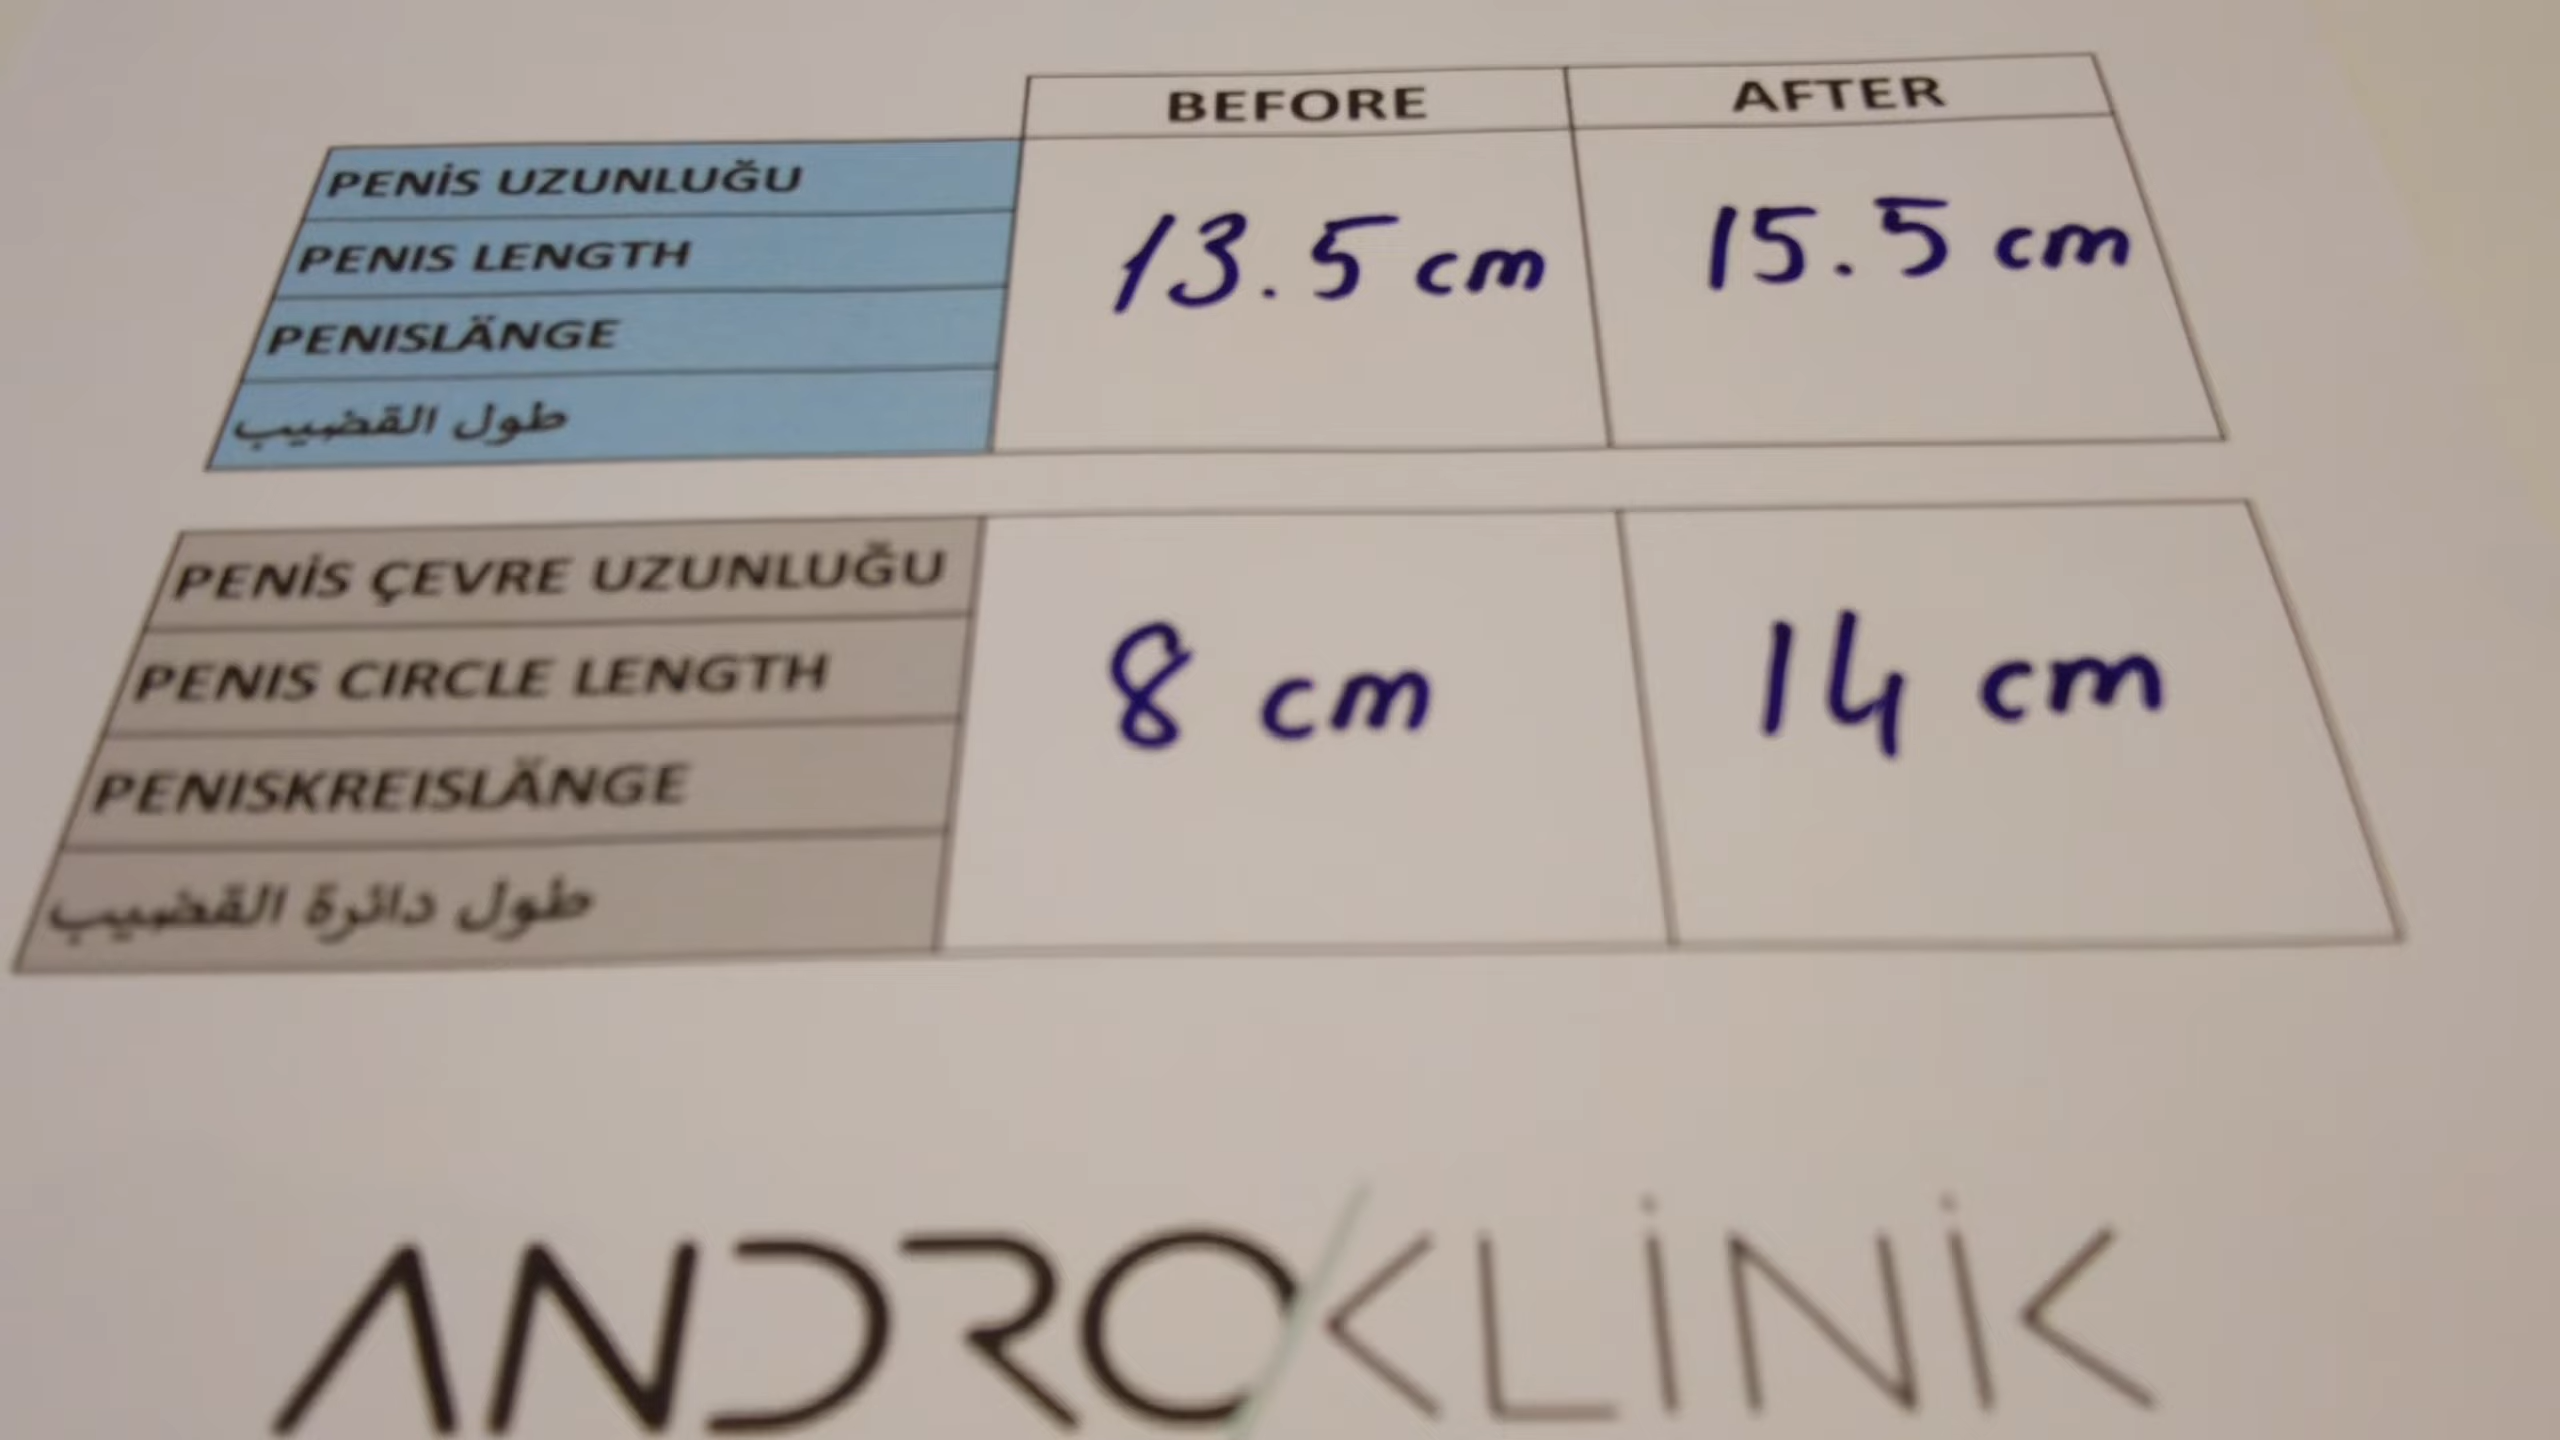 BEFORE AFTER
PENİS UZUNLUĞU
PENIS LENGTH
13.5 cm 15.5 cm
PENISLÄNGE
طول القضيب
PENİS ÇEVRE UZUNLUĞU
PENIS CIRCLE LENGTH
8 cm 14 cm
PENISKREISLÄNGE
طول دائرة القضيب
ANDROKLİNİK